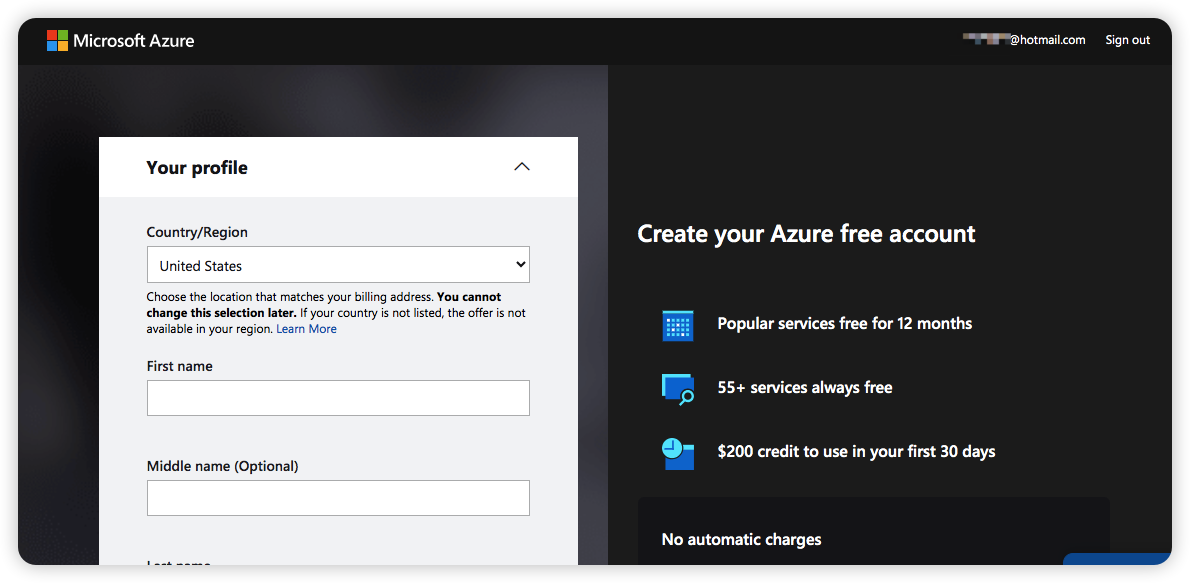 Microsoft Azure
@hotmail.com
Sign out
Your profile
Country/Region
United States
Choose the location that matches your billing address. You cannot
change this selection later. If your country is not listed, the offer is not
available in your region. Learn More
First name
Middle name (Optional)
Last name
Create your Azure free account
Popular services free for 12 months
55+ services always free
$200 credit to use in your first 30 days
No automatic charges